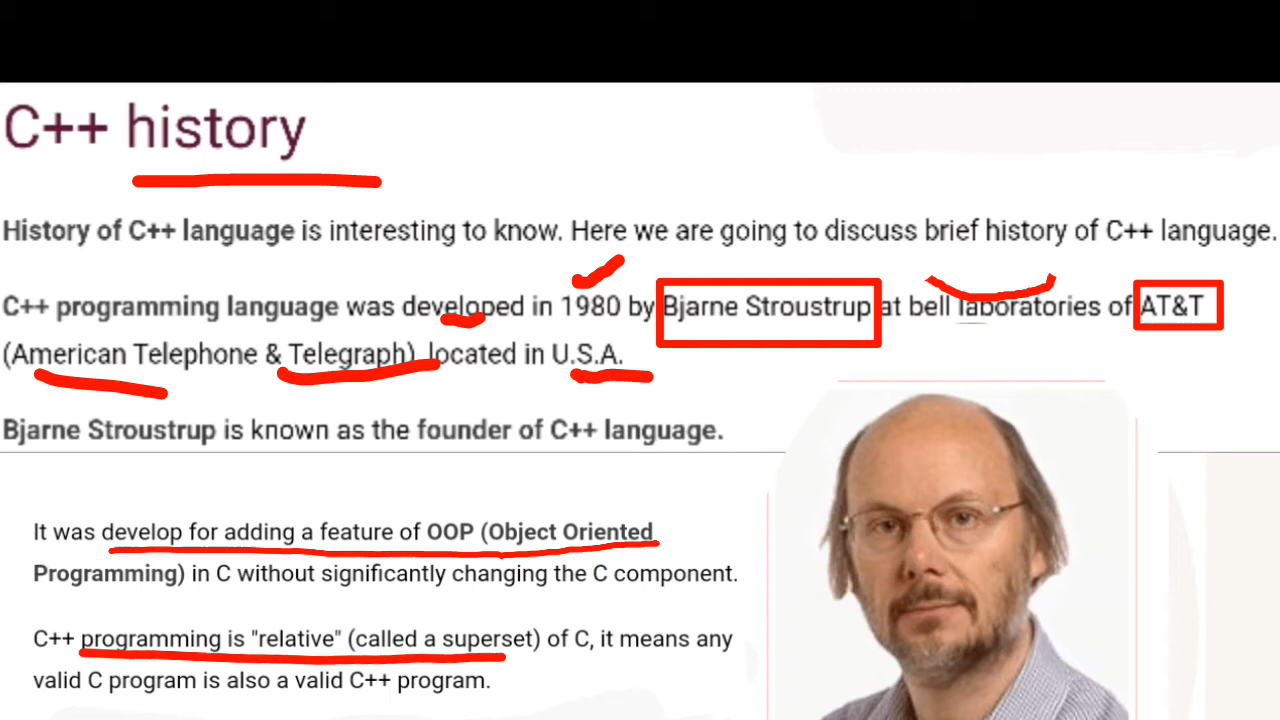 C++ history
History of C++ language is interesting to know. Here we are going to discuss brief history of C++ language.
C++ programming language was developed in 1980 by Bjarne Stroustrup at bell laboratories of AT&T
(American Telephone & Telegraph), located in U.S.A.
Bjarne Stroustrup is known as the founder of C++ language.
It was develop for adding a feature of OOP (Object Oriented
Programming) in C without significantly changing the C component.
C++ programming is "relative" (called a superset) of C, it means any
valid C program is also a valid C++ program.